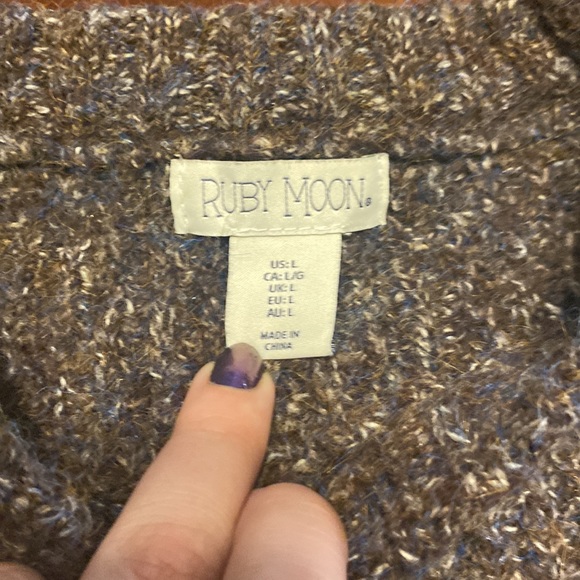 RUBY MOON®
US: L
CA: L/G
UK: L
EU: L
AU: L
MADE IN
CHINA